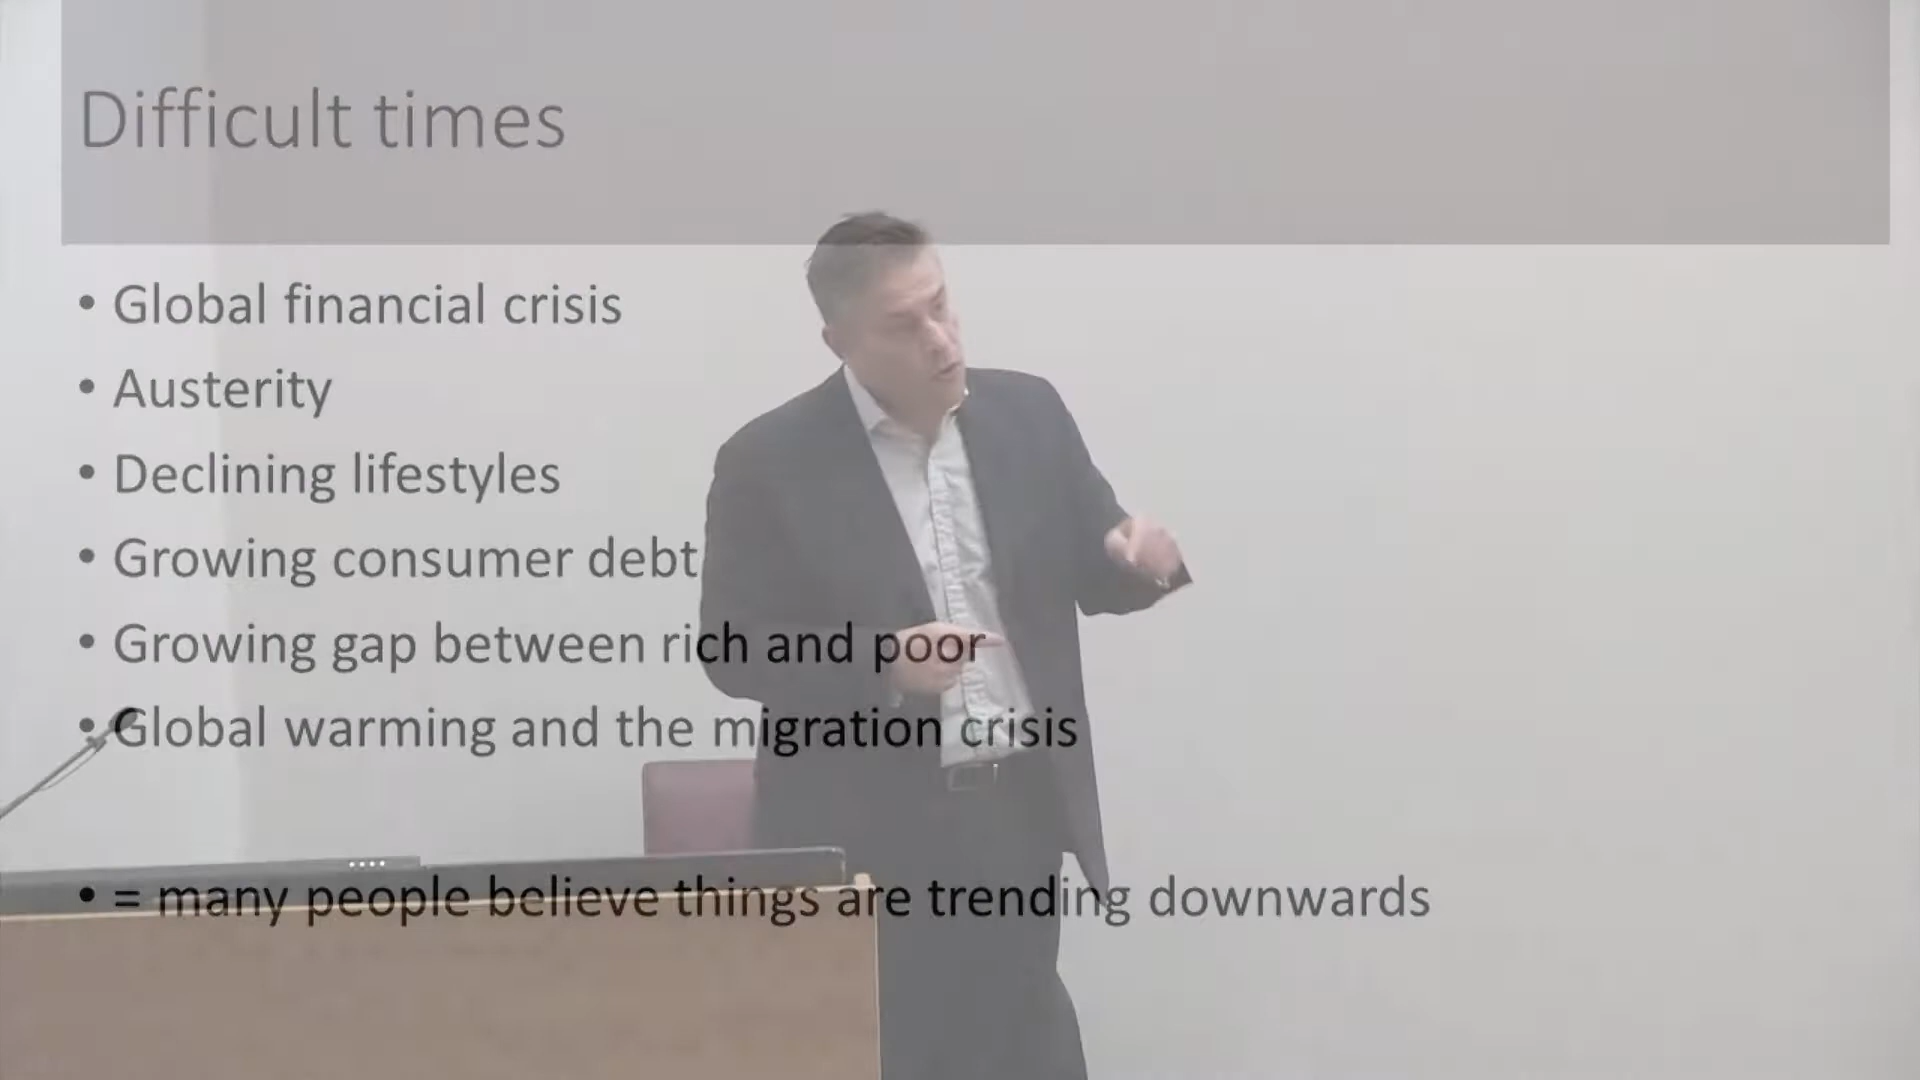 Difficult times
• Global financial crisis
• Austerity
• Declining lifestyles
• Growing consumer debt
• Growing gap between rich and poor
• Global warming and the migration crisis
• = many people believe things are trending downwards